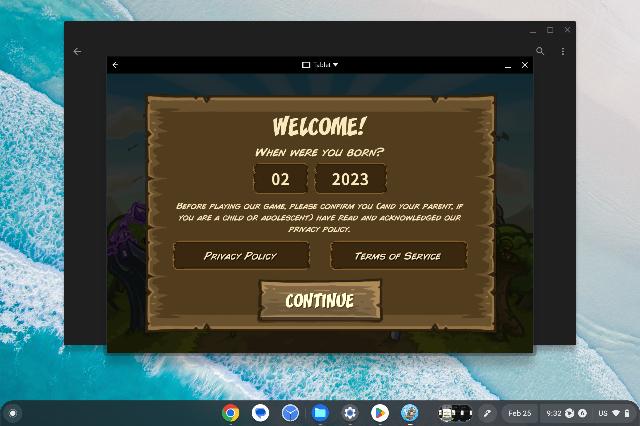 Tablet
WELCOME!
WHEN WERE YOU BORN?
02 2023
BEFORE PLAYING OUR GAME, PLEASE CONFIRM YOU (AND YOUR PARENT, IF
YOU ARE A CHILD OR ADOLESCENT) HAVE READ AND ACKNOWLEDGED OUR
PRIVACY POLICY.
PRIVACY POLICY TERMS OF SERVICE
CONTINUE
Feb 25 9:32 US